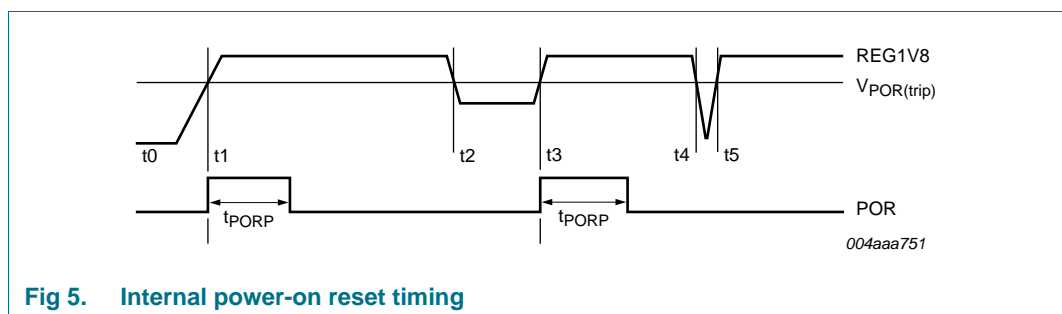 REG1V8
VPOR(trip)
t0
t1
t2
t3
t4
t5
tPORP
tPORP
POR
004aaa751
Fig 5. Internal power-on reset timing